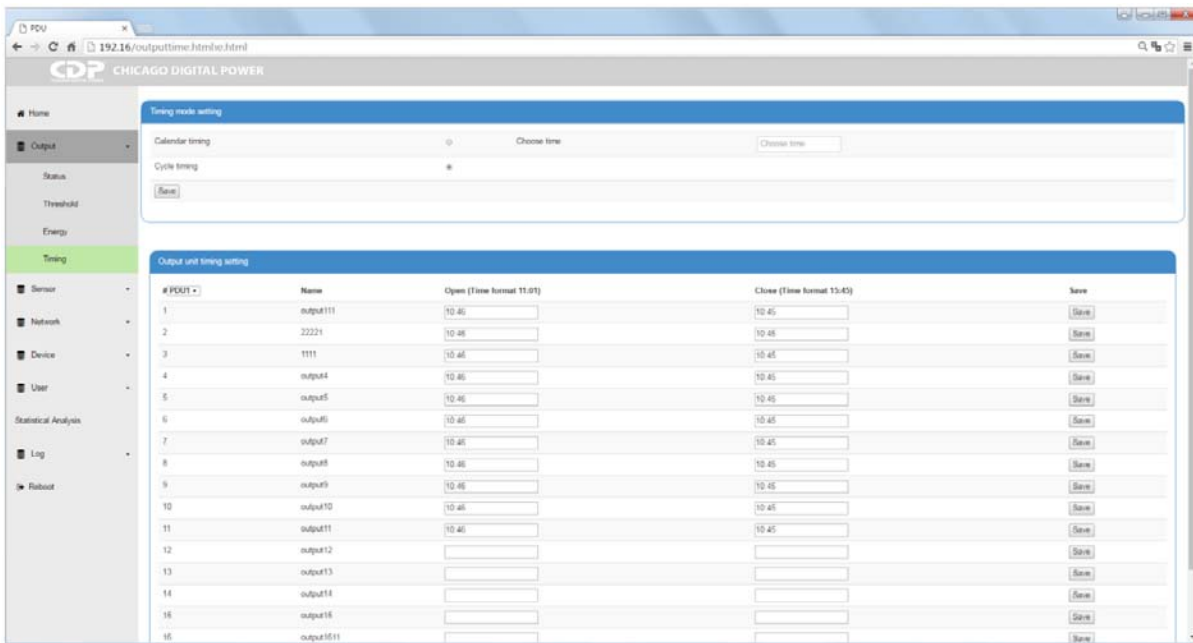 PDU
192.16/outputtime.htmlve.html
CDP CHICAGO DIGITAL POWER
Home
Output
Status
Threshold
Energy
Timing
Sensor
Network
Device
User
Statistical Analysis
Log
Reboot
Timing mode setting
Calendar timing Choose time Choose time
Cycle timing
Save
Output unit timing setting
# PDU1 Name Open (Time format 11:01) Close (Time format 15:45) Save
1 output111 10:46 10:45 Save
2 22221 10:46 10:45 Save
3 1111 10:46 10:45 Save
4 output4 10:46 10:45 Save
5 output5 10:46 10:45 Save
6 output6 10:46 10:45 Save
7 output7 10:46 10:45 Save
8 output8 10:46 10:45 Save
9 output9 10:46 10:45 Save
10 output10 10:46 10:45 Save
11 output11 10:46 10:45 Save
12 output12 Save
13 output13 Save
14 output14 Save
15 output15 Save
16 output1611 Save